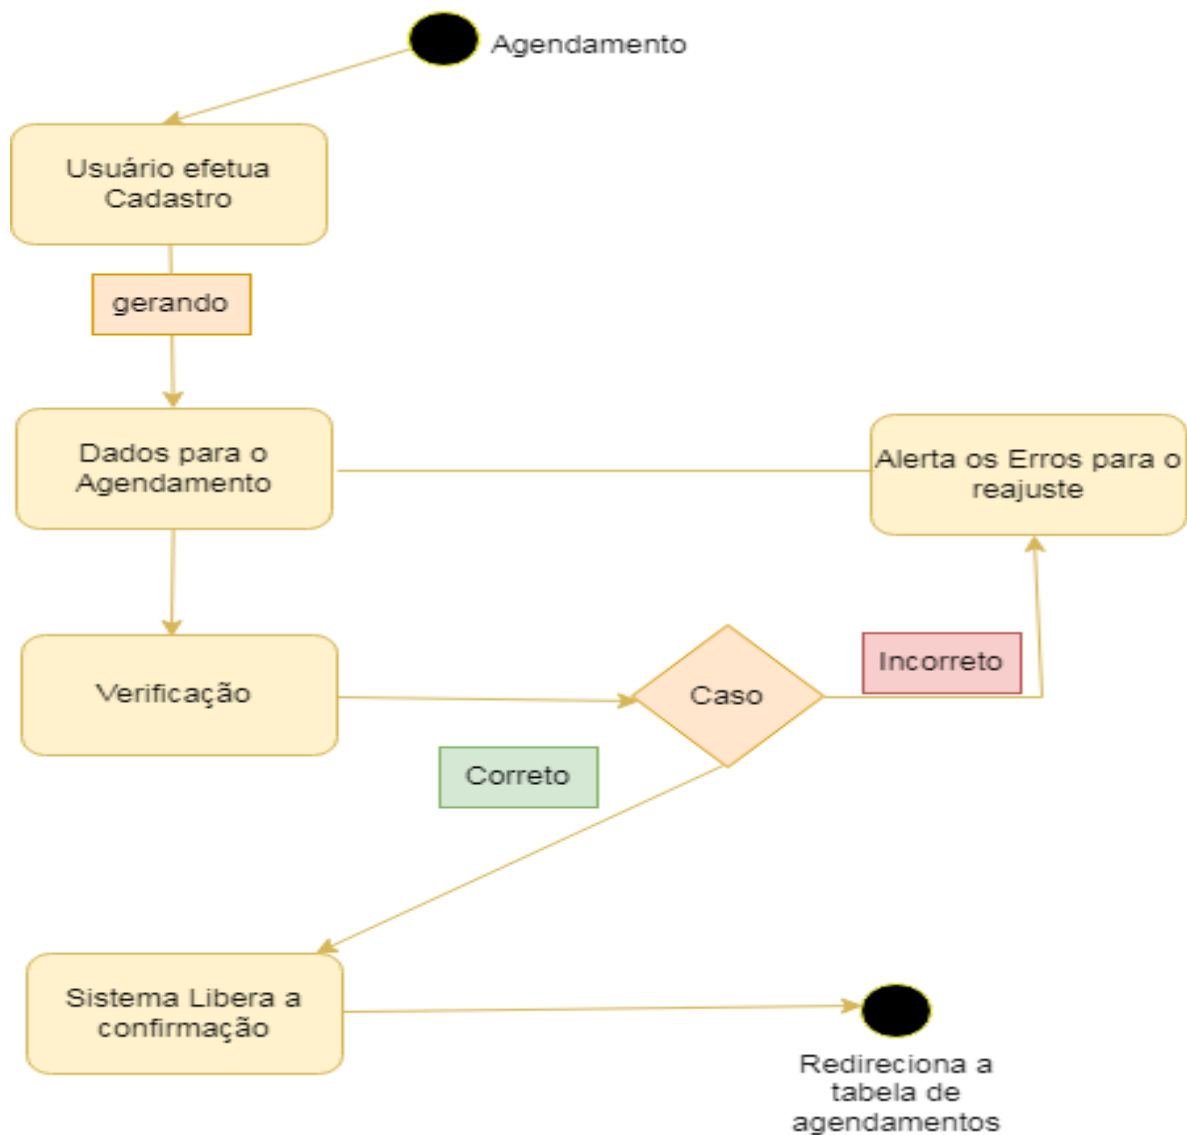 Agendamento
Usuário efetua
Cadastro
gerando
Dados para o
Agendamento
Alerta os Erros para o
reajuste
Verificação
Caso
Incorreto
Correto
Sistema Libera a
confirmação
Redireciona a
tabela de
agendamentos